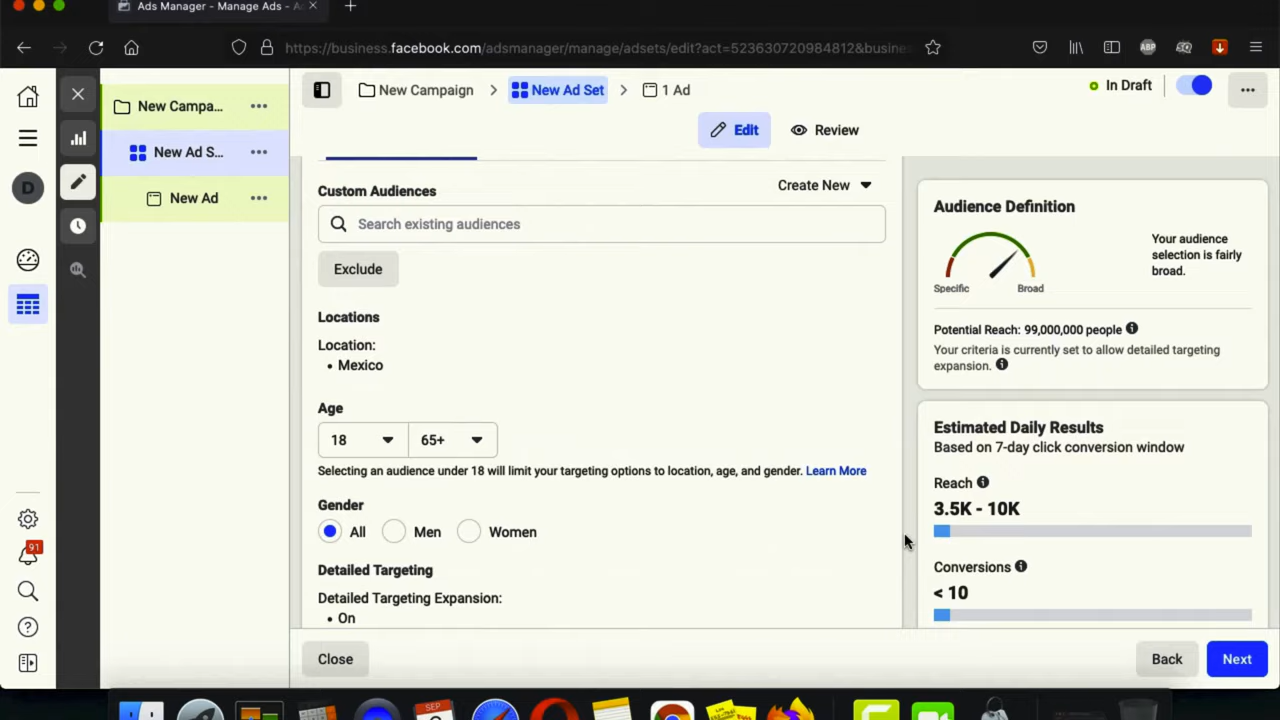 Ads Manager - Manage Ads - A
https://business.facebook.com/adsmanager/manage/adsets/edit?act=523630720984812&busine
ABP
New Campa...
New Ad S...
New Ad
D
91
New Campaign
New Ad Set
1 Ad
In Draft
Edit
Review
Custom Audiences
Create New
Search existing audiences
Exclude
Locations
Location:
• Mexico
Age
18
65+
Selecting an audience under 18 will limit your targeting options to location, age, and gender. Learn More
Gender
All
Men
Women
Detailed Targeting
Detailed Targeting Expansion:
• On
Audience Definition
Your audience
selection is fairly
broad.
Specific
Broad
Potential Reach: 99,000,000 people
Your criteria is currently set to allow detailed targeting
expansion.
Estimated Daily Results
Based on 7-day click conversion window
Reach
3.5K - 10K
Conversions
< 10
Close
Back
Next
SEP